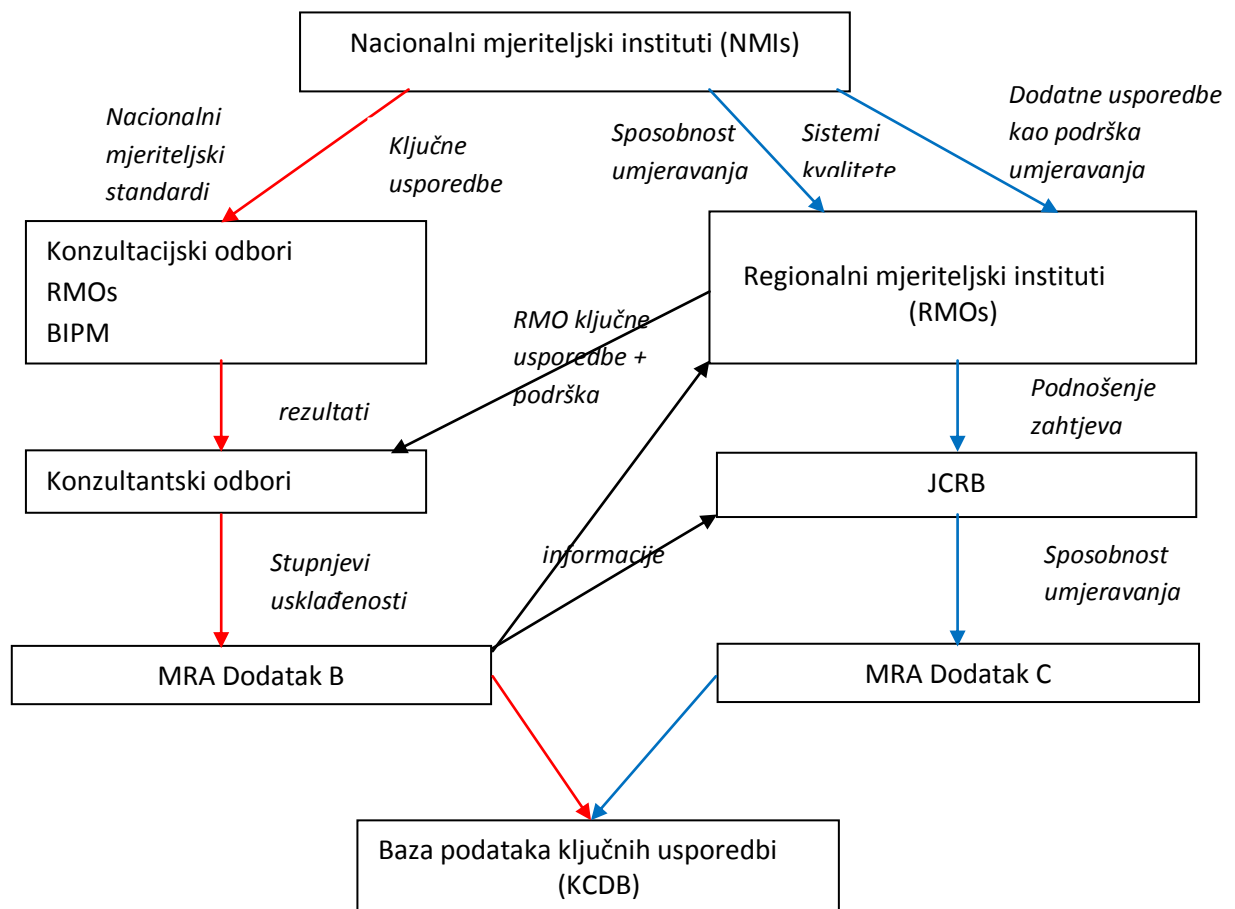 Nacionalni mjeriteljski instituti (NMIs)
Nacionalni
mjeriteljski
standardi
Ključne
usporedbe
Sposobnost
umjeravanja
Sistemi
kvalitete
Dodatne usporedbe
kao podrška
umjeravanja
Konzultacijski odbori
RMOs
BIPM
Regionalni mjeriteljski instituti
(RMOs)
RMO ključne
usporedbe +
podrška
rezultati
Podnošenje
zahtjeva
Konzultantski odbori
JCRB
Stupnjevi
usklađenosti
informacije
Sposobnost
umjeravanja
MRA Dodatak B
MRA Dodatak C
Baza podataka ključnih usporedbi
(KCDB)